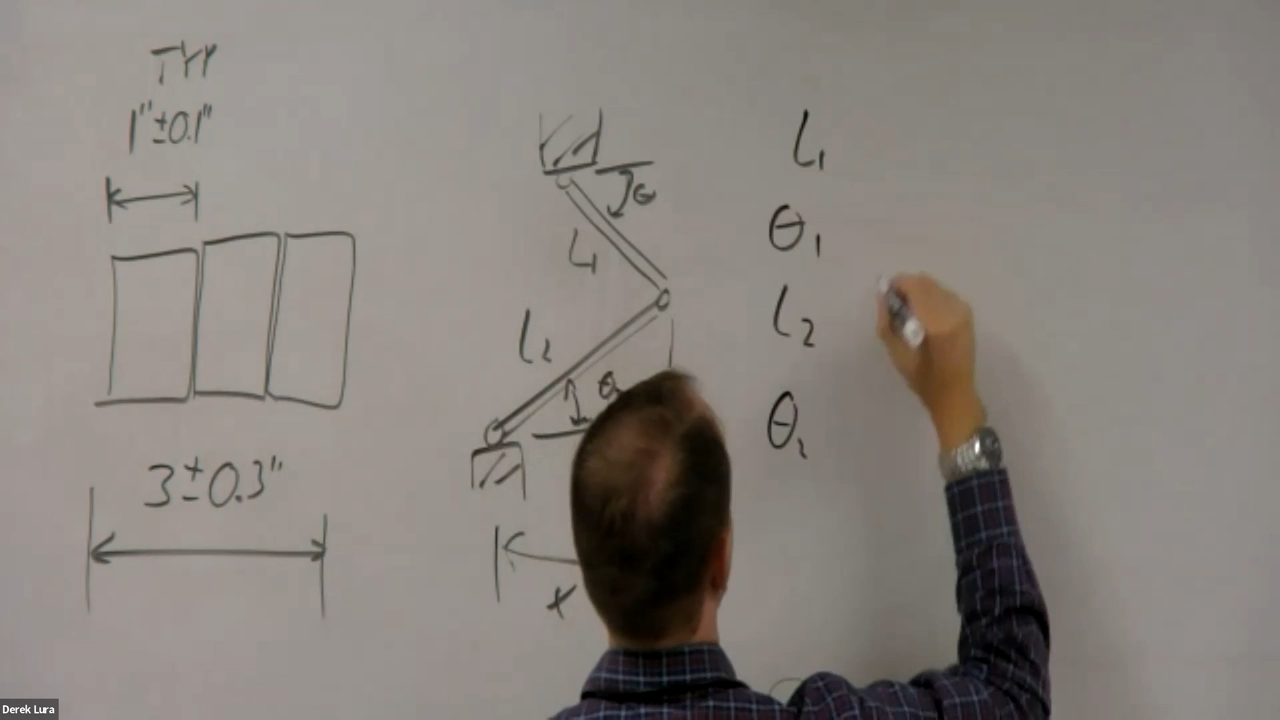 TYP
1"±0.1"
3±0.3"
θ
L₁
l₂
θ
x
L₁
θ₁
l₂
θ₂
Derek Lura